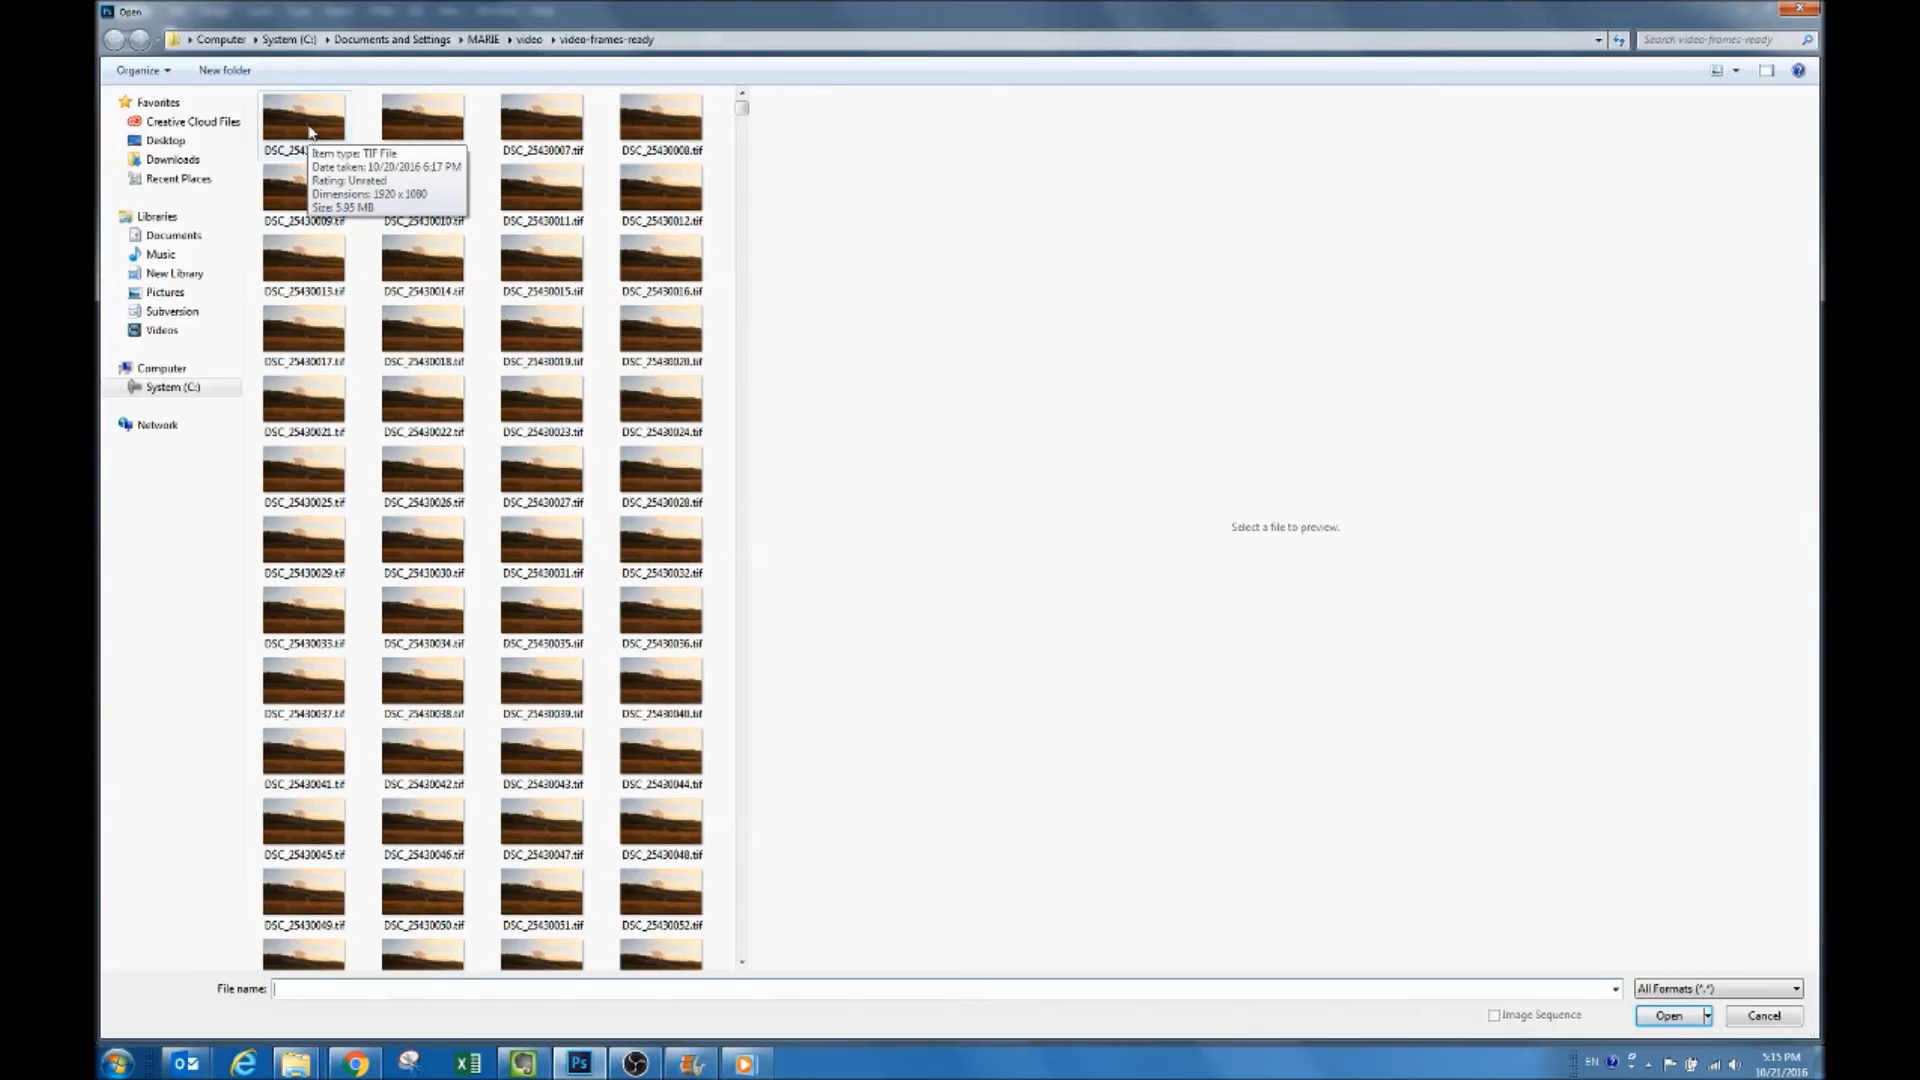 Open
Computer System (C:) Documents and Settings MARIE video video-frames-ready Search video-frames-ready
Organize New folder
Favorites
Creative Cloud Files
Desktop
Downloads
Recent Places
Libraries
Documents
Music
New Library
Pictures
Subversion
Videos
Computer
System (C:)
Network
DSC_2543 DSC_25430007.tif DSC_25430008.tif
Item type: TIF File
Date taken: 10/20/2016 6:17 PM
Rating: Unrated
Dimensions: 1920 x 1080
Size: 5.95 MB
DSC_25430009.tif DSC_25430010.tif DSC_25430011.tif DSC_25430012.tif
DSC_25430013.tif DSC_25430014.tif DSC_25430015.tif DSC_25430016.tif
DSC_25430017.tif DSC_25430018.tif DSC_25430019.tif DSC_25430020.tif
DSC_25430021.tif DSC_25430022.tif DSC_25430023.tif DSC_25430024.tif
DSC_25430025.tif DSC_25430026.tif DSC_25430027.tif DSC_25430028.tif
DSC_25430029.tif DSC_25430030.tif DSC_25430031.tif DSC_25430032.tif
DSC_25430033.tif DSC_25430034.tif DSC_25430035.tif DSC_25430036.tif
DSC_25430037.tif DSC_25430038.tif DSC_25430039.tif DSC_25430040.tif
DSC_25430041.tif DSC_25430042.tif DSC_25430043.tif DSC_25430044.tif
DSC_25430045.tif DSC_25430046.tif DSC_25430047.tif DSC_25430048.tif
DSC_25430049.tif DSC_25430050.tif DSC_25430051.tif DSC_25430052.tif
Select a file to preview.
File name: All Formats (*.*)
Image Sequence Open Cancel
EN 5:15 PM
10/21/2016